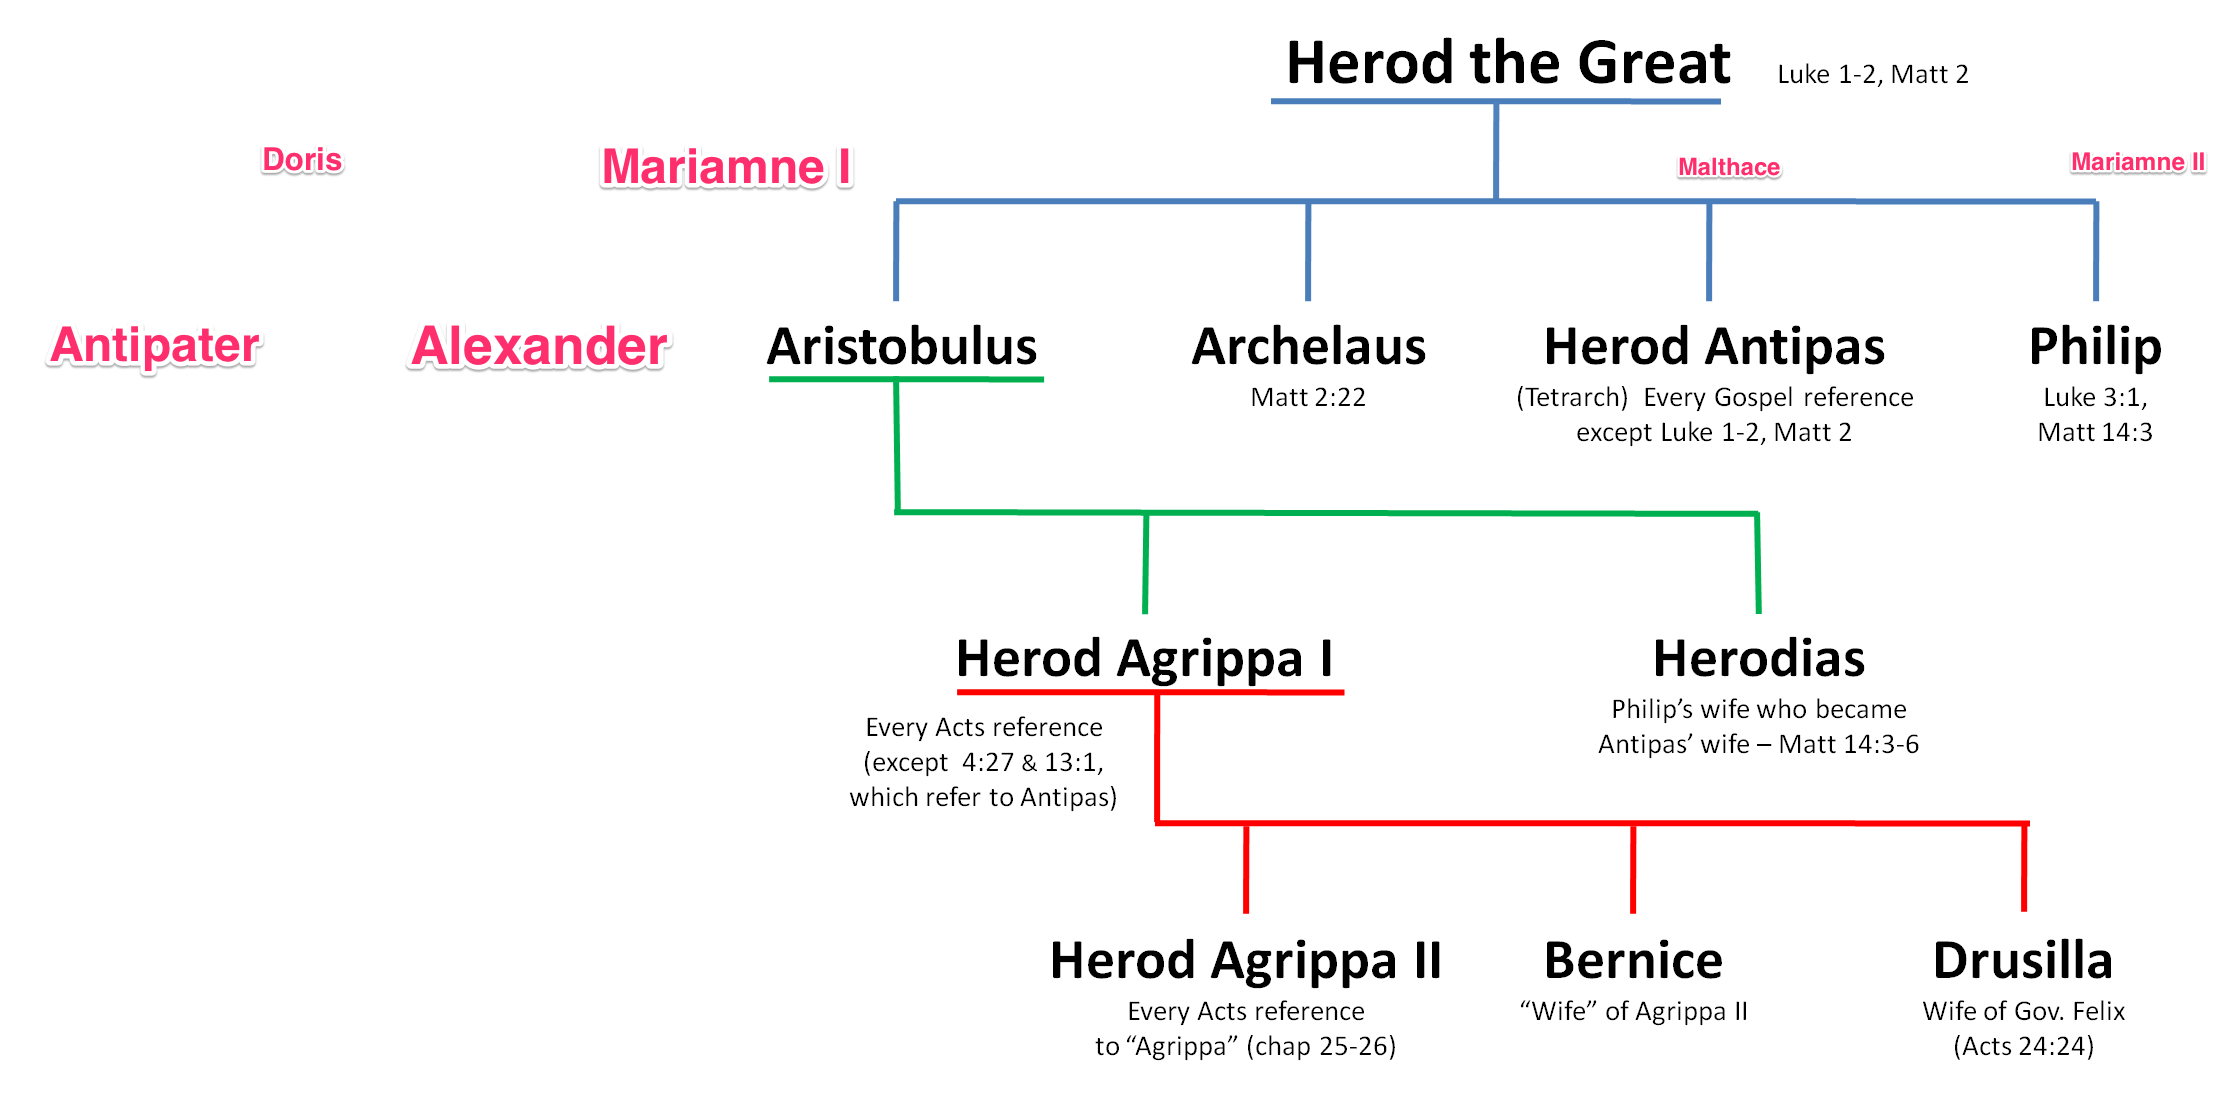 Herod the Great
Luke 1-2, Matt 2
Doris
Mariamne I
Malthace
Mariamne II
Antipater
Alexander
Aristobulus
Archelaus
Matt 2:22
Herod Antipas
(Tetrarch)  Every Gospel reference
except Luke 1-2, Matt 2
Philip
Luke 3:1,
Matt 14:3
Herod Agrippa I
Every Acts reference
(except  4:27 & 13:1,
which refer to Antipas)
Herodias
Philip’s wife who became
Antipas’ wife – Matt 14:3-6
Herod Agrippa II
Every Acts reference
to “Agrippa” (chap 25-26)
Bernice
“Wife” of Agrippa II
Drusilla
Wife of Gov. Felix
(Acts 24:24)